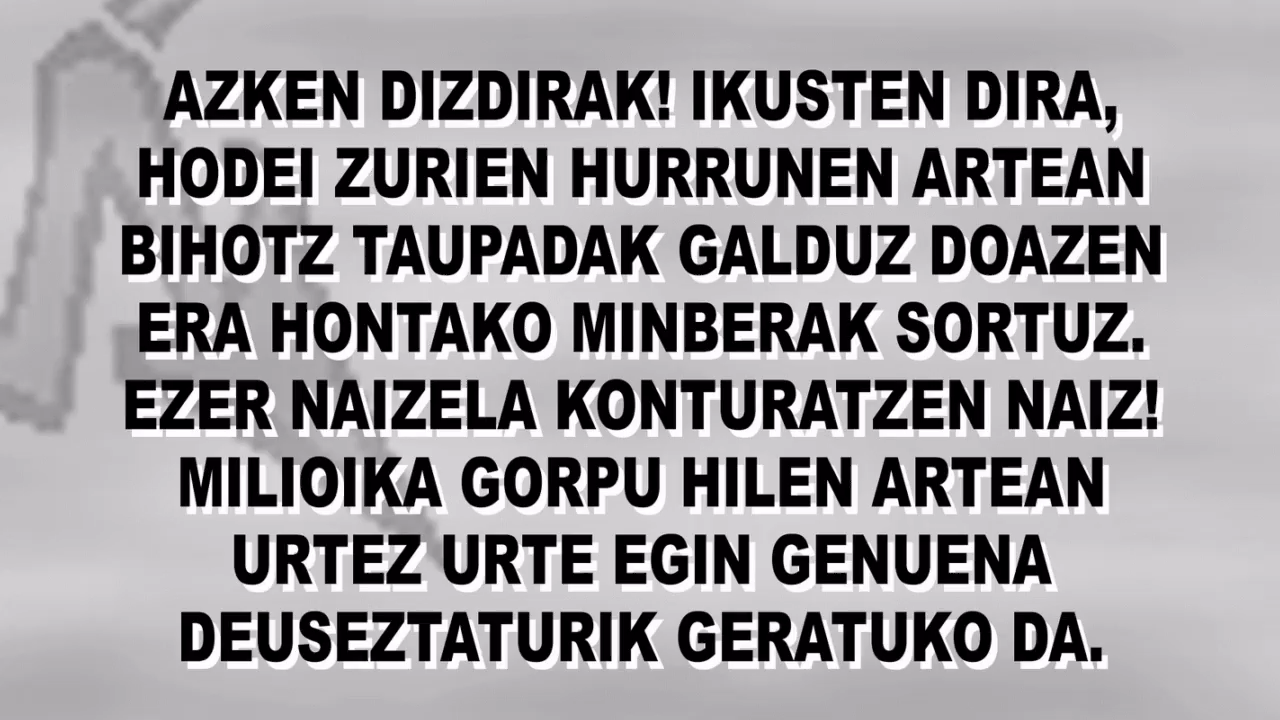 AZKEN DIZDIRAK! IKUSTEN DIRA,
HODEI ZURIEN HURRUNEN ARTEAN
BIHOTZ TAUPADAK GALDUZ DOAZEN
ERA HONTAKO MINBERAK SORTUZ.
EZER NAIZELA KONTURATZEN NAIZ!
MILIOIKA GORPU HILEN ARTEAN
URTEZ URTE EGIN GENUENA
DEUSEZTATURIK GERATUKO DA.